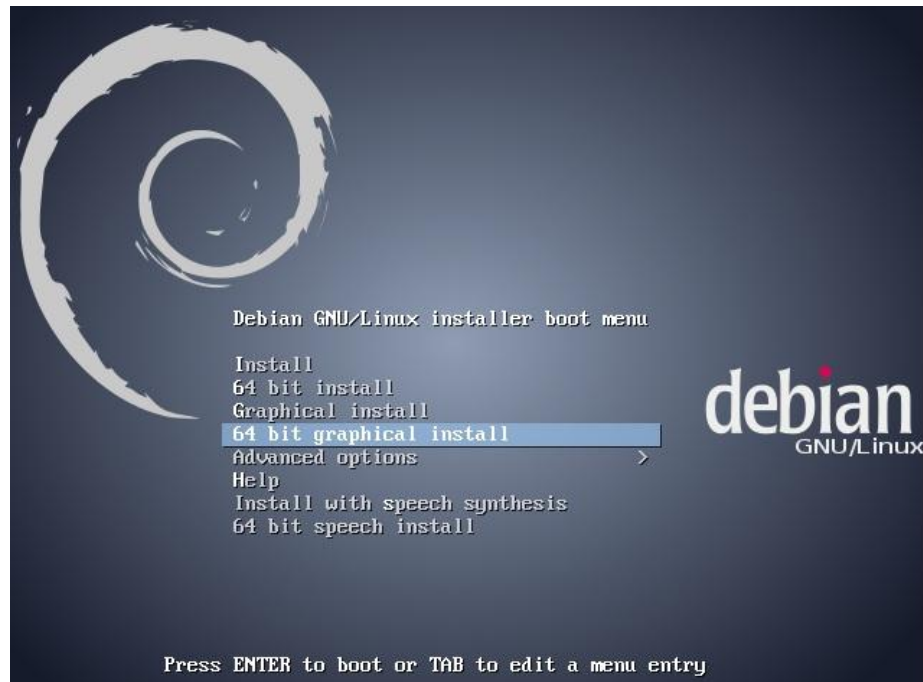 Debian GNU/Linux installer boot menu
Install
64 bit install
Graphical install
64 bit graphical install
Advanced options >
Help
Install with speech synthesis
64 bit speech install
debian
GNU/Linux
Press ENTER to boot or TAB to edit a menu entry